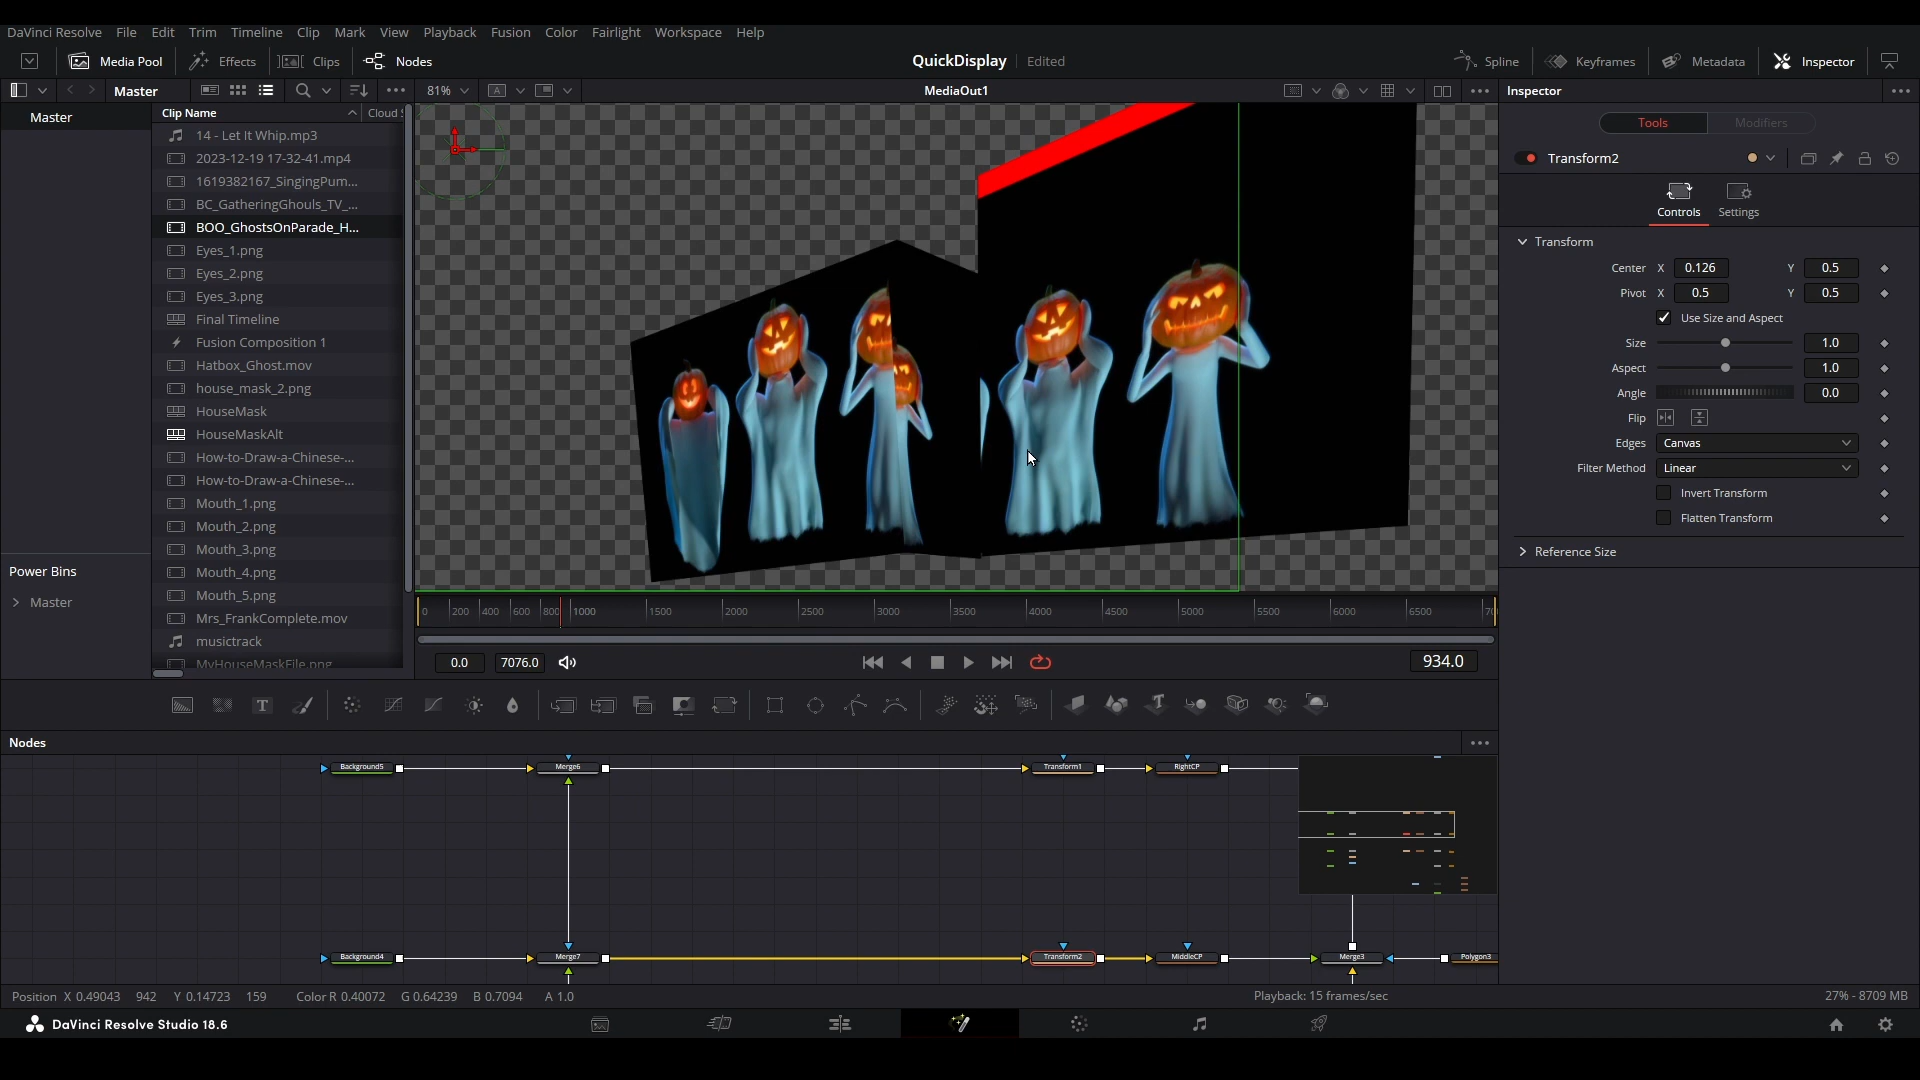 DaVinci Resolve File Edit Trim Timeline Clip Mark View Playback Fusion Color Fairlight Workspace Help
Media Pool Effects Clips Nodes QuickDisplay Edited Spline Keyframes Metadata Inspector
Master 81% A MediaOut1 Inspector
Master
Clip Name Cloud S
Tools Modifiers
14 - Let It Whip.mp3
2023-12-19 17-32-41.mp4
Transform2
1619382167_SingingPum...
BC_GatheringGhouls_TV_...
Controls Settings
BOO_GhostsOnParade_H...
Transform
Eyes_1.png
Center X 0.126 Y 0.5
Eyes_2.png
Pivot X 0.5 Y 0.5
Eyes_3.png
Use Size and Aspect
Final Timeline
Size 1.0
Fusion Composition 1
Hatbox_Ghost.mov
Aspect 1.0
house_mask_2.png
Angle 0.0
HouseMask
Flip
HouseMaskAlt
Edges Canvas
How-to-Draw-a-Chinese-...
Filter Method Linear
How-to-Draw-a-Chinese-...
Invert Transform
Mouth_1.png
Flatten Transform
Mouth_2.png
Mouth_3.png
Reference Size
Power Bins
Mouth_4.png
Mouth_5.png
Master
Mrs_FrankComplete.mov
musictrack
MyHouseMaskFile.png
0 200 400 600 800 1000 1500 2000 2500 3000 3500 4000 4500 5000 5500 6000 6500 70
0.0 7076.0 934.0
T T
Nodes
Background5 Merge6 Transform1 RightCP
Background4 Merge7 Transform2 MiddleCP Merge3 Polygon3
Position X 0.49043 942 Y 0.14723 159 Color R 0.40072 G 0.64239 B 0.7094 A 1.0 Playback: 15 frames/sec 27% - 8709 MB
DaVinci Resolve Studio 18.6